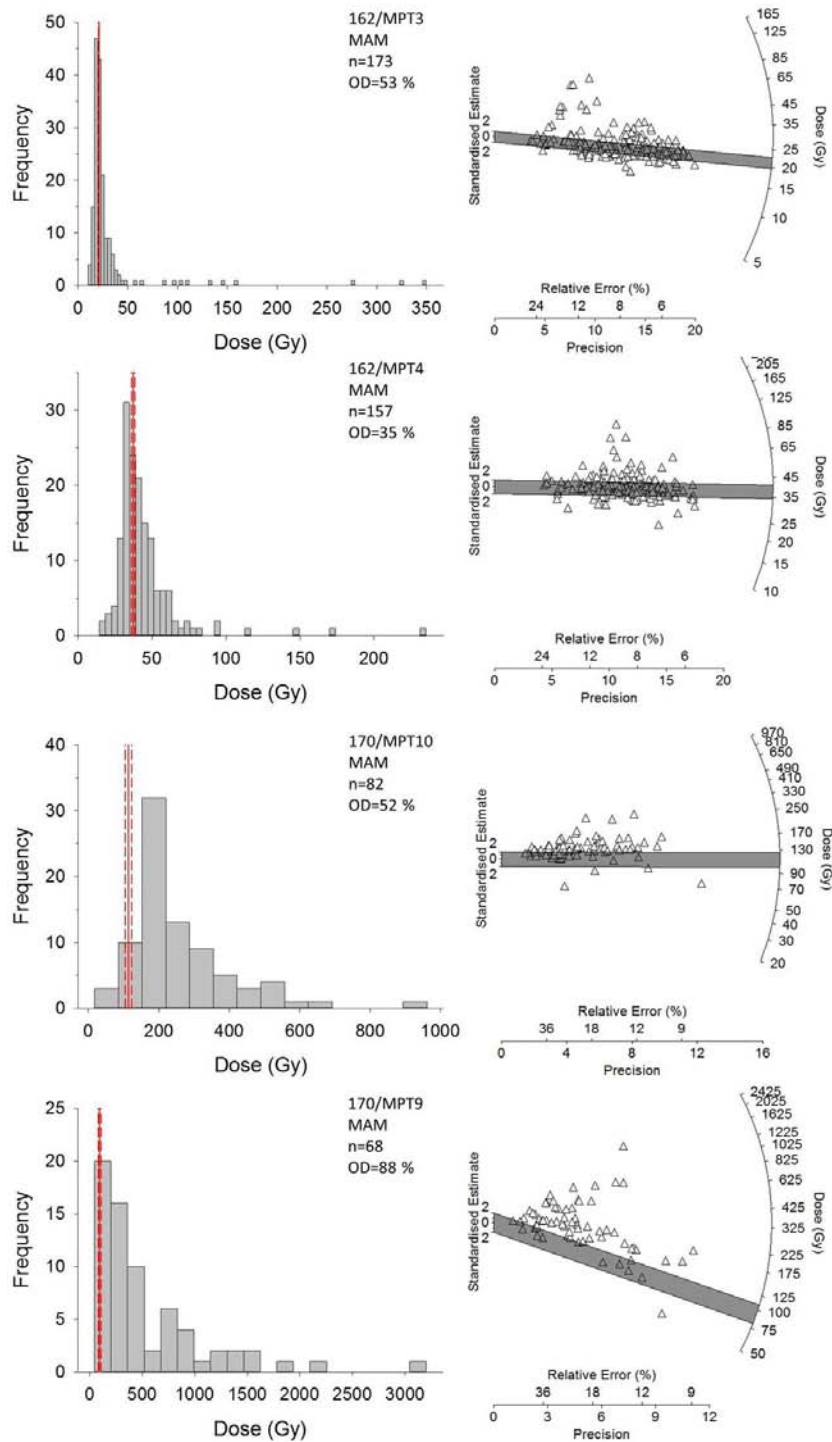 50
40
30
20
10
0
Frequency
0 50 100 150 200 250 300 350
Dose (Gy)
162/MPT3
MAM
n=173
OD=53 %
Standardised Estimate
2
0
2
165
125
85
65
45
35
25
20
15
10
5
Dose (Gy)
Relative Error (%)
24 12 8 6
0 5 10 15 20
Precision
30
20
10
0
Frequency
0 50 100 150 200
Dose (Gy)
162/MPT4
MAM
n=157
OD=35 %
Standardised Estimate
2
0
2
205
165
125
85
65
45
35
25
20
15
10
Dose (Gy)
Relative Error (%)
24 12 8 6
0 5 10 15 20
Precision
40
30
20
10
0
Frequency
0 200 400 600 800 1000
Dose (Gy)
170/MPT10
MAM
n=82
OD=52 %
Standardised Estimate
2
0
2
970
810
650
490
410
330
250
170
130
90
70
50
40
30
20
Dose (Gy)
Relative Error (%)
36 18 12 9
0 4 8 12 16
Precision
25
20
15
10
5
0
Frequency
0 500 1000 1500 2000 2500 3000
Dose (Gy)
170/MPT9
MAM
n=68
OD=88 %
Standardised Estimate
2
0
2
2425
2025
1625
1225
1025
825
625
425
325
225
175
125
100
75
50
Dose (Gy)
Relative Error (%)
36 18 12 9
0 3 6 9 12
Precision